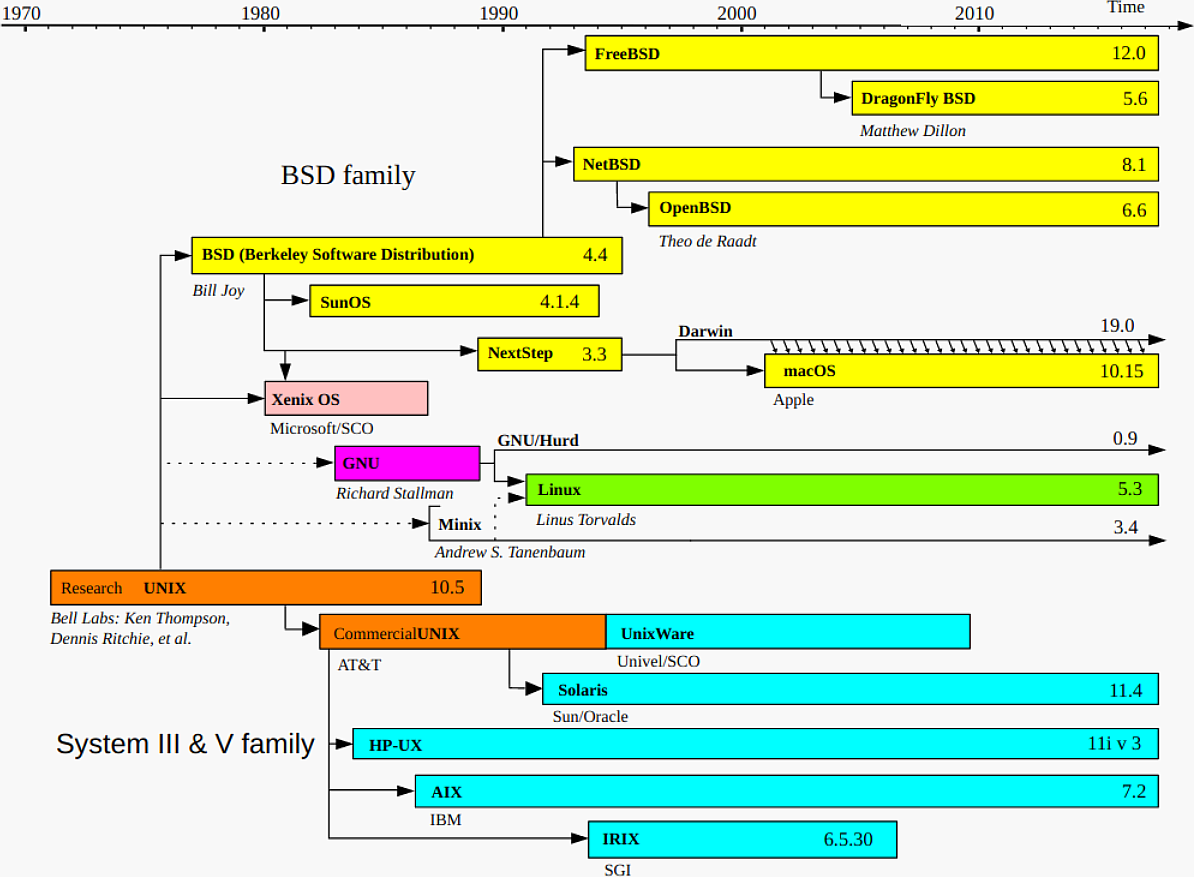 1970 1980 1990 2000 2010 Time
FreeBSD 12.0
DragonFly BSD 5.6
Matthew Dillon
BSD family
NetBSD 8.1
OpenBSD 6.6
Theo de Raadt
BSD (Berkeley Software Distribution) 4.4
Bill Joy
SunOS 4.1.4
Darwin 19.0
NextStep 3.3
macOS 10.15
Apple
Xenix OS
Microsoft/SCO
GNU/Hurd 0.9
GNU
Richard Stallman
Linux 5.3
Linus Torvalds
Minix 3.4
Andrew S. Tanenbaum
Research UNIX 10.5
Bell Labs: Ken Thompson,
Dennis Ritchie, et al.
CommercialUNIX UnixWare
AT&T Univel/SCO
Solaris 11.4
Sun/Oracle
System III & V family
HP-UX 11i v 3
AIX 7.2
IBM
IRIX 6.5.30
SGI